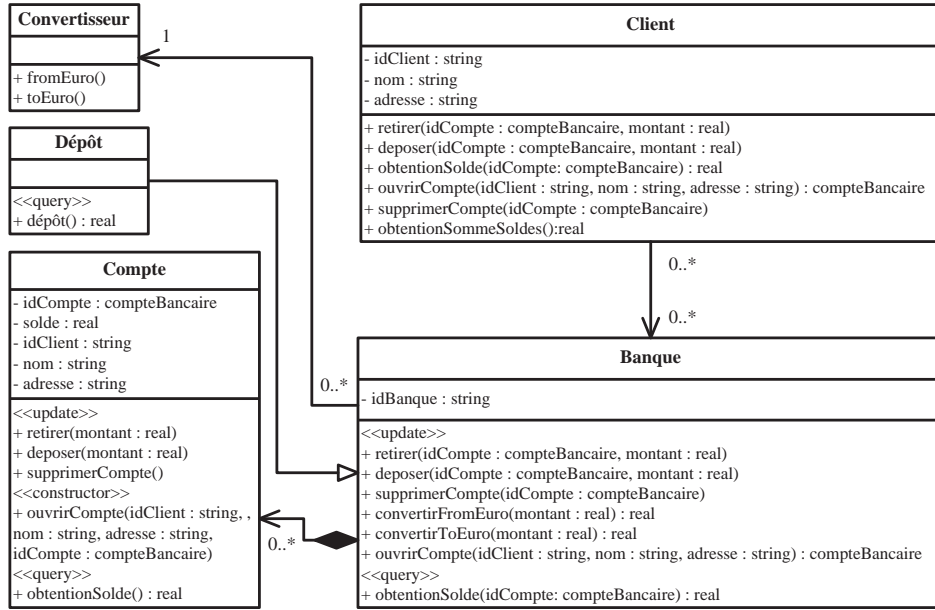 Convertisseur
+ fromEuro()
+ toEuro()
1
Dépôt
<<query>>
+ dépôt() : real
Compte
- idCompte : compteBancaire
- solde : real
- idClient : string
- nom : string
- adresse : string
<<update>>
+ retirer(montant : real)
+ deposer(montant : real)
+ supprimerCompte()
<<constructor>>
+ ouvrirCompte(idClient : string, ,
nom : string, adresse : string,
idCompte : compteBancaire)
<<query>>
+ obtentionSolde() : real
0..*
0..*
Client
- idClient : string
- nom : string
- adresse : string
+ retirer(idCompte : compteBancaire, montant : real)
+ deposer(idCompte : compteBancaire, montant : real)
+ obtentionSolde(idCompte: compteBancaire) : real
+ ouvrirCompte(idClient : string, nom : string, adresse : string) : compteBancaire
+ supprimerCompte(idCompte : compteBancaire)
+ obtentionSommeSoldes():real
0..*
0..*
Banque
- idBanque : string
<<update>>
+ retirer(idCompte : compteBancaire, montant : real)
+ deposer(idCompte : compteBancaire, montant : real)
+ supprimerCompte(idCompte : compteBancaire)
+ convertirFromEuro(montant : real) : real
+ convertirToEuro(montant : real) : real
+ ouvrirCompte(idClient : string, nom : string, adresse : string) : compteBancaire
<<query>>
+ obtentionSolde(idCompte: compteBancaire) : real